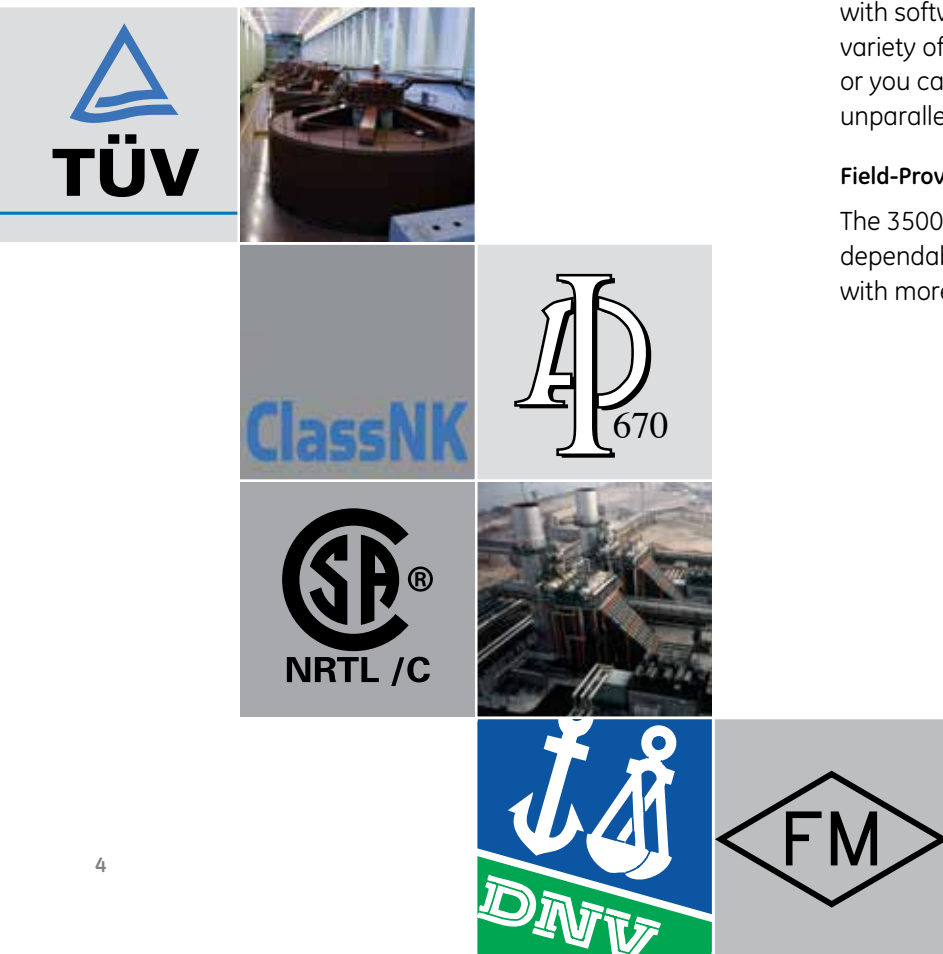 with softw
variety of
or you ca
unparalle
Field-Prov
The 3500
dependab
with more
TÜV
ClassNK
API
670
CSA®
NRTL /C
DNV
FM
4